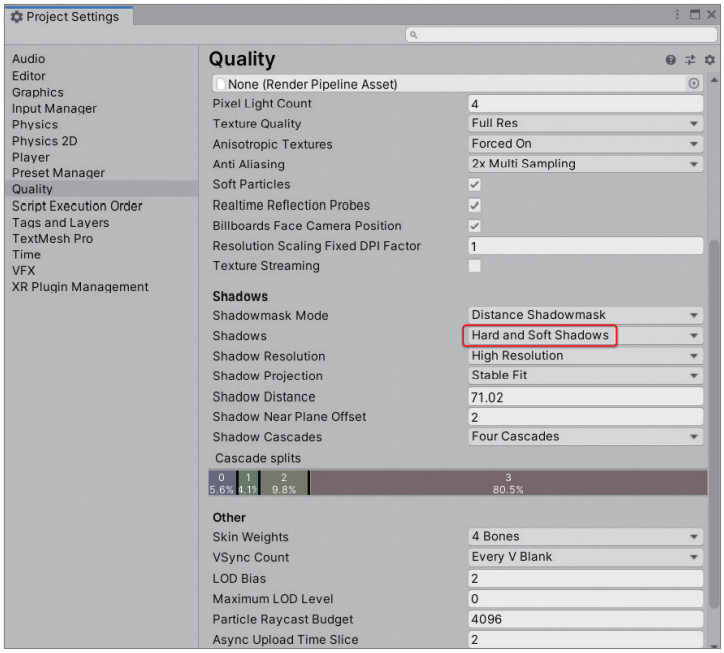 Project Settings
Audio
Editor
Graphics
Input Manager
Physics
Physics 2D
Player
Preset Manager
Quality
Script Execution Order
Tags and Layers
TextMesh Pro
Time
VFX
XR Plugin Management
Quality
None (Render Pipeline Asset)
Pixel Light Count 4
Texture Quality Full Res
Anisotropic Textures Forced On
Anti Aliasing 2x Multi Sampling
Soft Particles
Realtime Reflection Probes
Billboards Face Camera Position
Resolution Scaling Fixed DPI Factor 1
Texture Streaming
Shadows
Shadowmask Mode Distance Shadowmask
Shadows Hard and Soft Shadows
Shadow Resolution High Resolution
Shadow Projection Stable Fit
Shadow Distance 71.02
Shadow Near Plane Offset 2
Shadow Cascades Four Cascades
Cascade splits
0 1 2 3
5.6% 4.1% 9.8% 80.5%
Other
Skin Weights 4 Bones
VSync Count Every V Blank
LOD Bias 2
Maximum LOD Level 0
Particle Raycast Budget 4096
Async Upload Time Slice 2